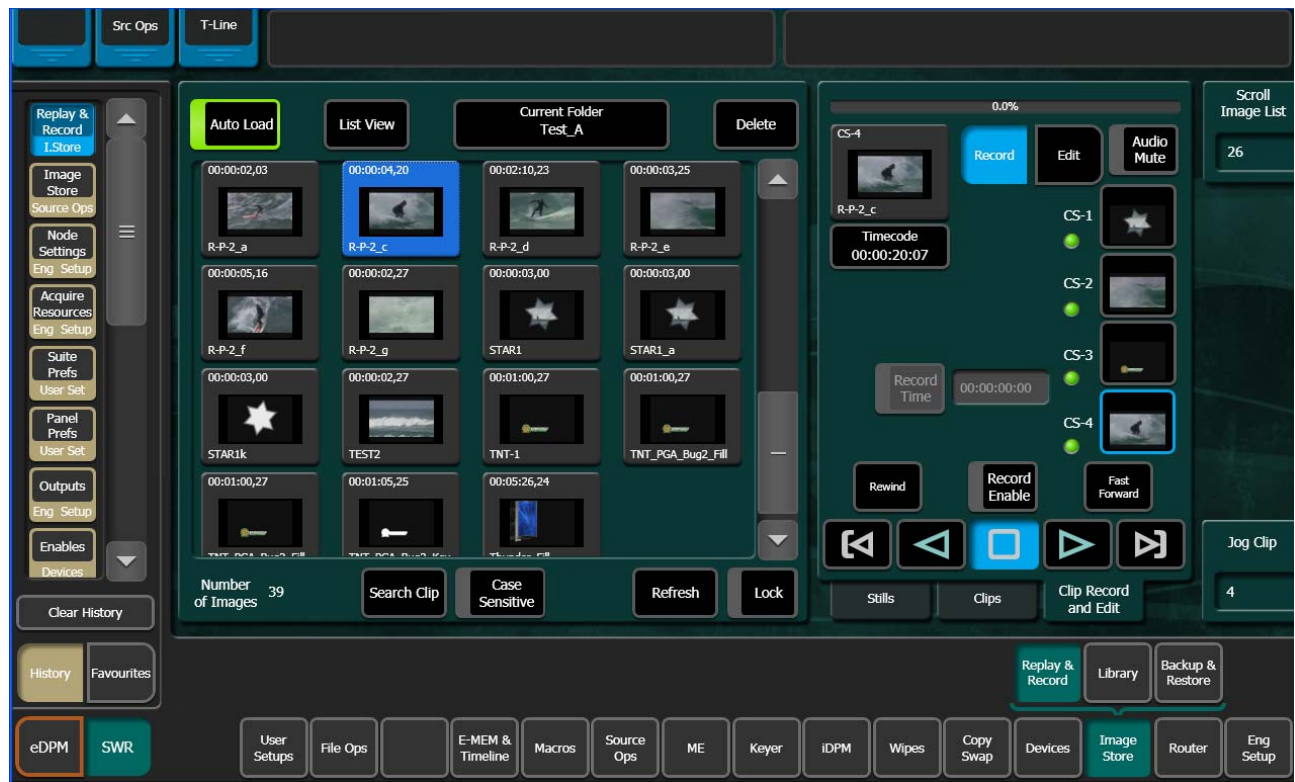 Src Ops
T-Line
Replay &
Record
I.Store
Image
Store
Source Ops
Node
Settings
Eng Setup
Acquire
Resources
Eng Setup
Suite
Prefs
User Set
Panel
Prefs
User Set
Outputs
Eng Setup
Enables
Devices
Clear History
History
Favourites
eDPM
SWR
Auto Load
List View
Current Folder
Test_A
Delete
00:00:02,03
R-P-2_a
00:00:04,20
R-P-2_c
00:02:10,23
R-P-2_d
00:00:03,25
R-P-2_e
00:00:05,16
R-P-2_f
00:00:02,27
R-P-2_g
00:00:03,00
STAR1
00:00:03,00
STAR1_a
00:00:03,00
STAR1k
00:00:02,27
TEST2
00:01:00,27
TNT-1
00:01:00,27
TNT_PGA_Bug2_Fill
00:01:00,27
TNT_PGA_Bug2_Fill
00:01:05,25
TNT_PGA_Bug2_Key
00:05:26,24
Thunder_Fill
Number
of Images
39
Search Clip
Case
Sensitive
Refresh
Lock
0.0%
CS-4
R-P-2_c
Record
Edit
Audio
Mute
Timecode
00:00:20:07
CS-1
CS-2
CS-3
CS-4
Record
Time
00:00:00:00
Rewind
Record
Enable
Fast
Forward
Stills
Clips
Clip Record
and Edit
Scroll
Image List
26
Jog Clip
4
Replay &
Record
Library
Backup &
Restore
User
Setups
File Ops
E-MEM &
Timeline
Macros
Source
Ops
ME
Keyer
iDPM
Wipes
Copy
Swap
Devices
Image
Store
Router
Eng
Setup